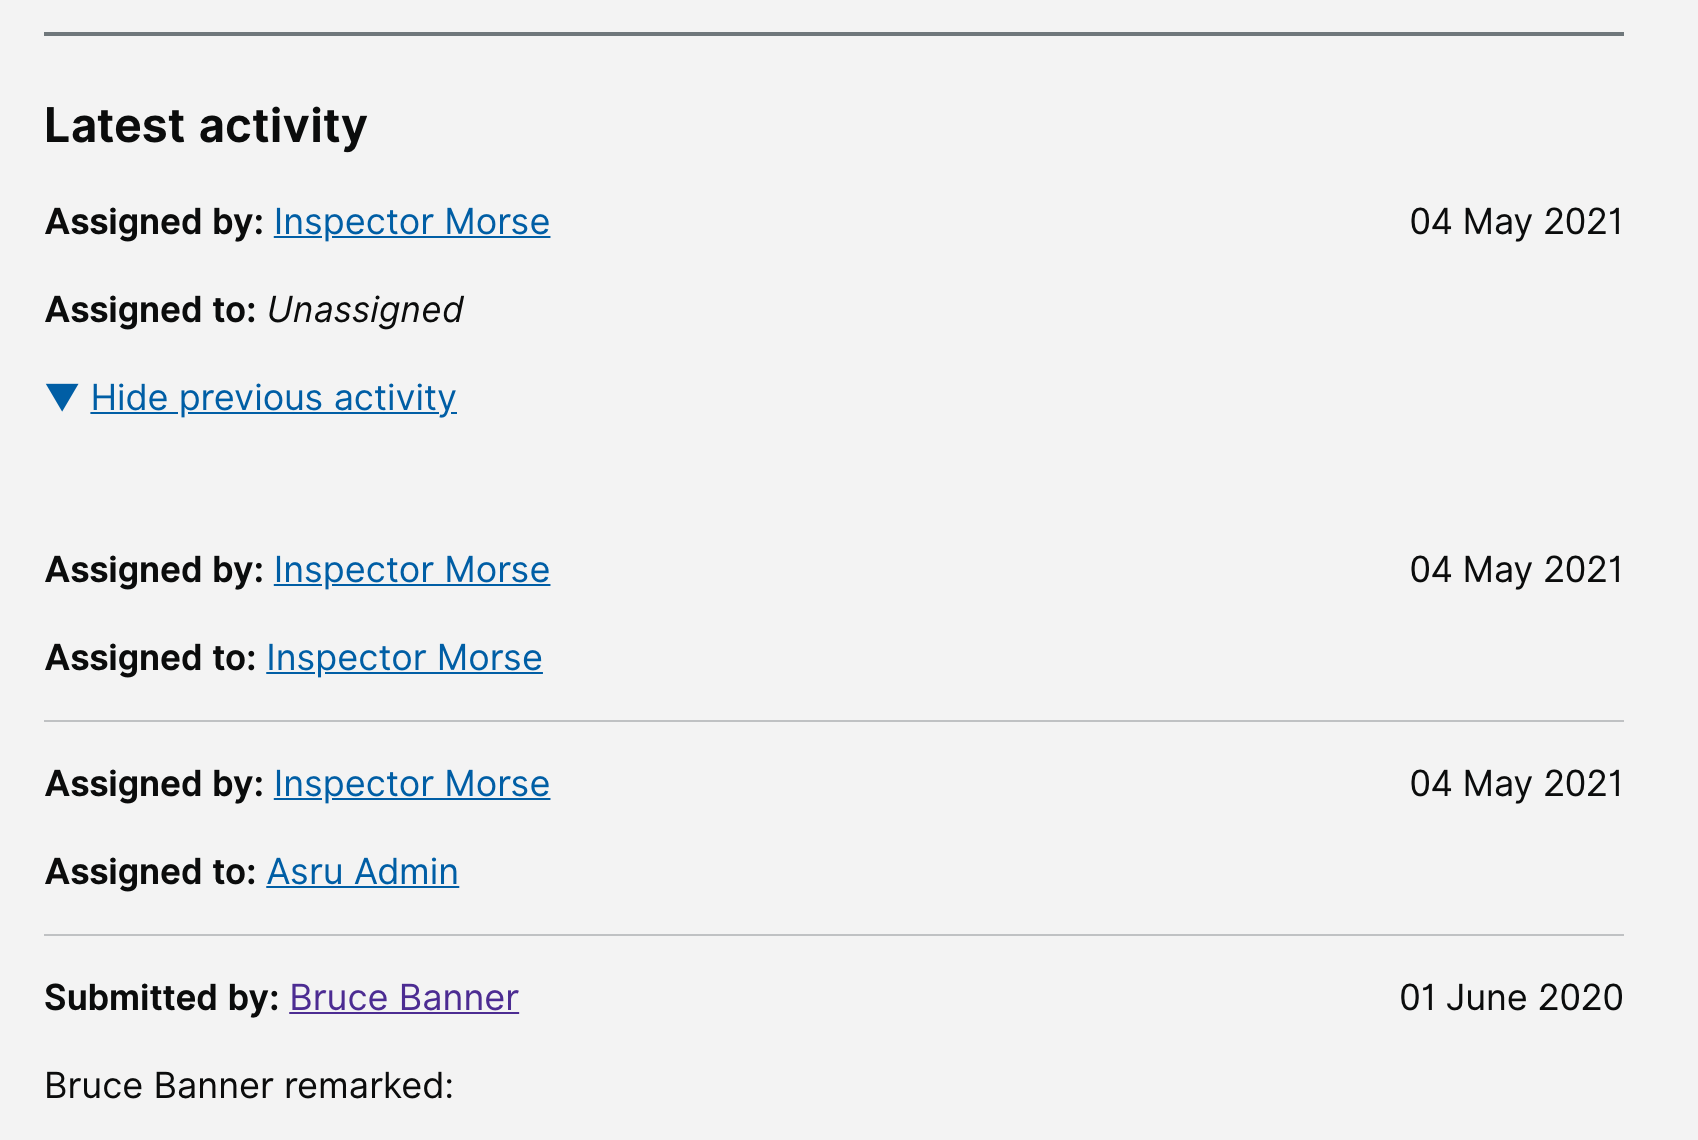 Latest activity
Assigned by: Inspector Morse 04 May 2021
Assigned to: Unassigned
▼ Hide previous activity
Assigned by: Inspector Morse 04 May 2021
Assigned to: Inspector Morse
Assigned by: Inspector Morse 04 May 2021
Assigned to: Asru Admin
Submitted by: Bruce Banner 01 June 2020
Bruce Banner remarked: